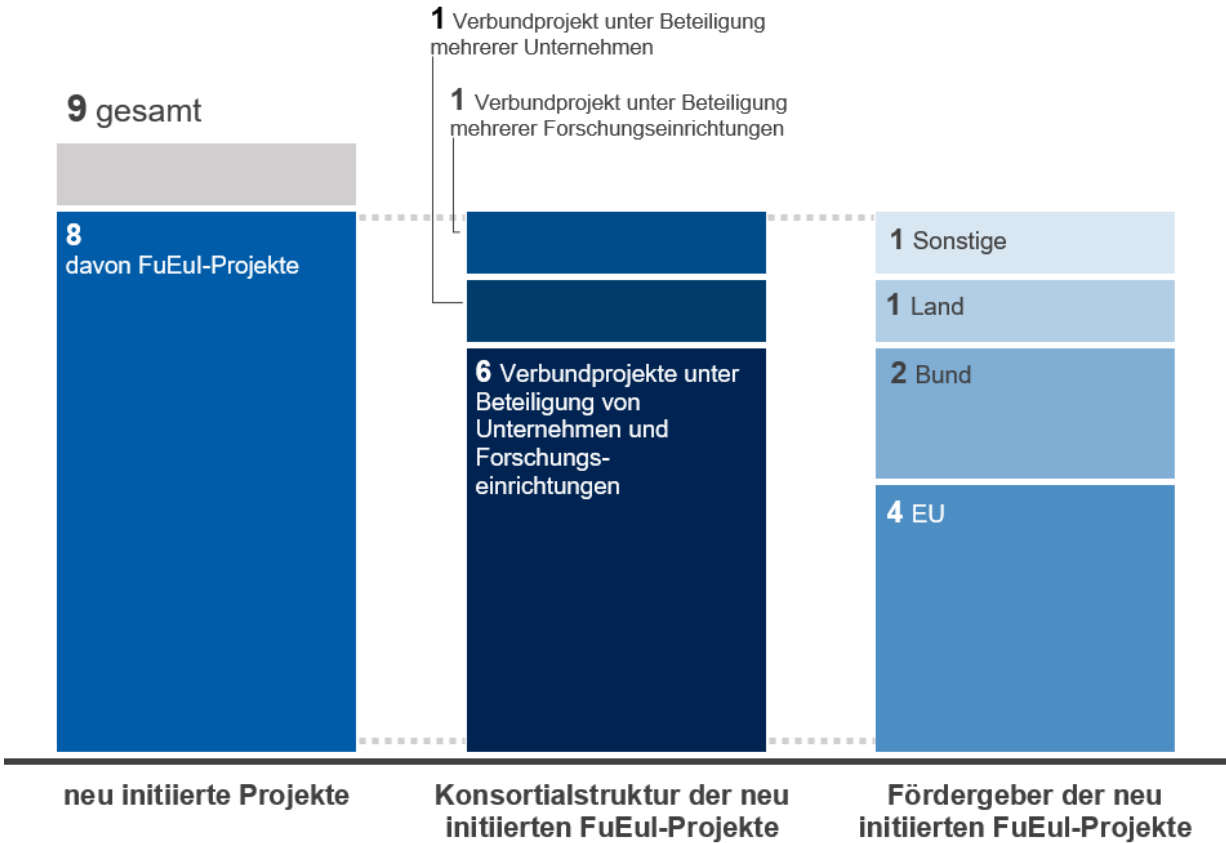 1 Verbundprojekt unter Beteiligung
mehrerer Unternehmen
1 Verbundprojekt unter Beteiligung
mehrerer Forschungseinrichtungen
9 gesamt
8
davon FuEuI-Projekte
6 Verbundprojekte unter
Beteiligung von
Unternehmen und
Forschungs-
einrichtungen
1 Sonstige
1 Land
2 Bund
4 EU
neu initiierte Projekte
Konsortialstruktur der neu
initiierten FuEuI-Projekte
Fördergeber der neu
initiierten FuEuI-Projekte